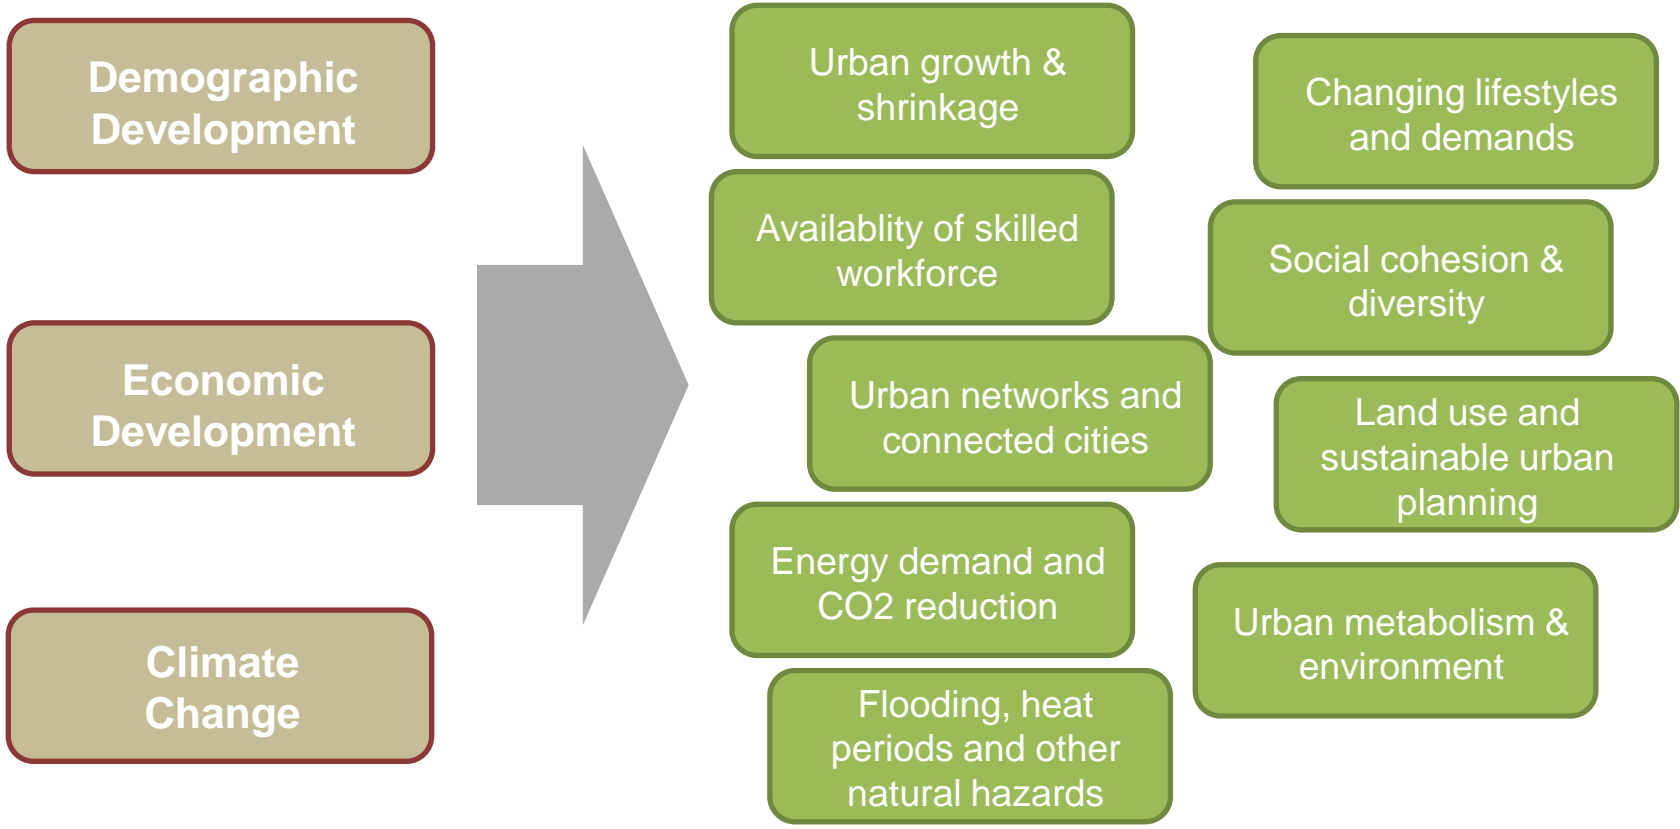 Demographic
Development
Economic
Development
Climate
Change
Urban growth &
shrinkage
Availablity of skilled
workforce
Urban networks and
connected cities
Energy demand and
CO2 reduction
Flooding, heat
periods and other
natural hazards
Changing lifestyles
and demands
Social cohesion &
diversity
Land use and
sustainable urban
planning
Urban metabolism &
environment